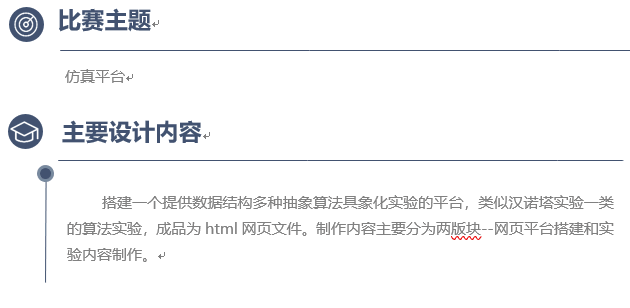 比赛主题
仿真平台
主要设计内容
搭建一个提供数据结构多种抽象算法具象化实验的平台，类似汉诺塔实验一类
的算法实验，成品为 html 网页文件。制作内容主要分为两版块--网页平台搭建和实
验内容制作。